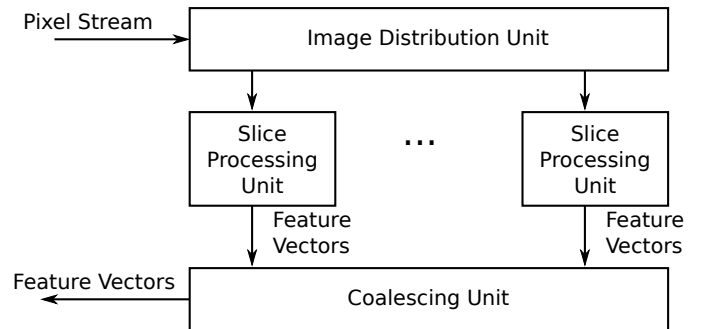 Pixel Stream
Image Distribution Unit
Slice
Processing
Unit
...
Slice
Processing
Unit
Feature
Vectors
Feature
Vectors
Feature Vectors
Coalescing Unit